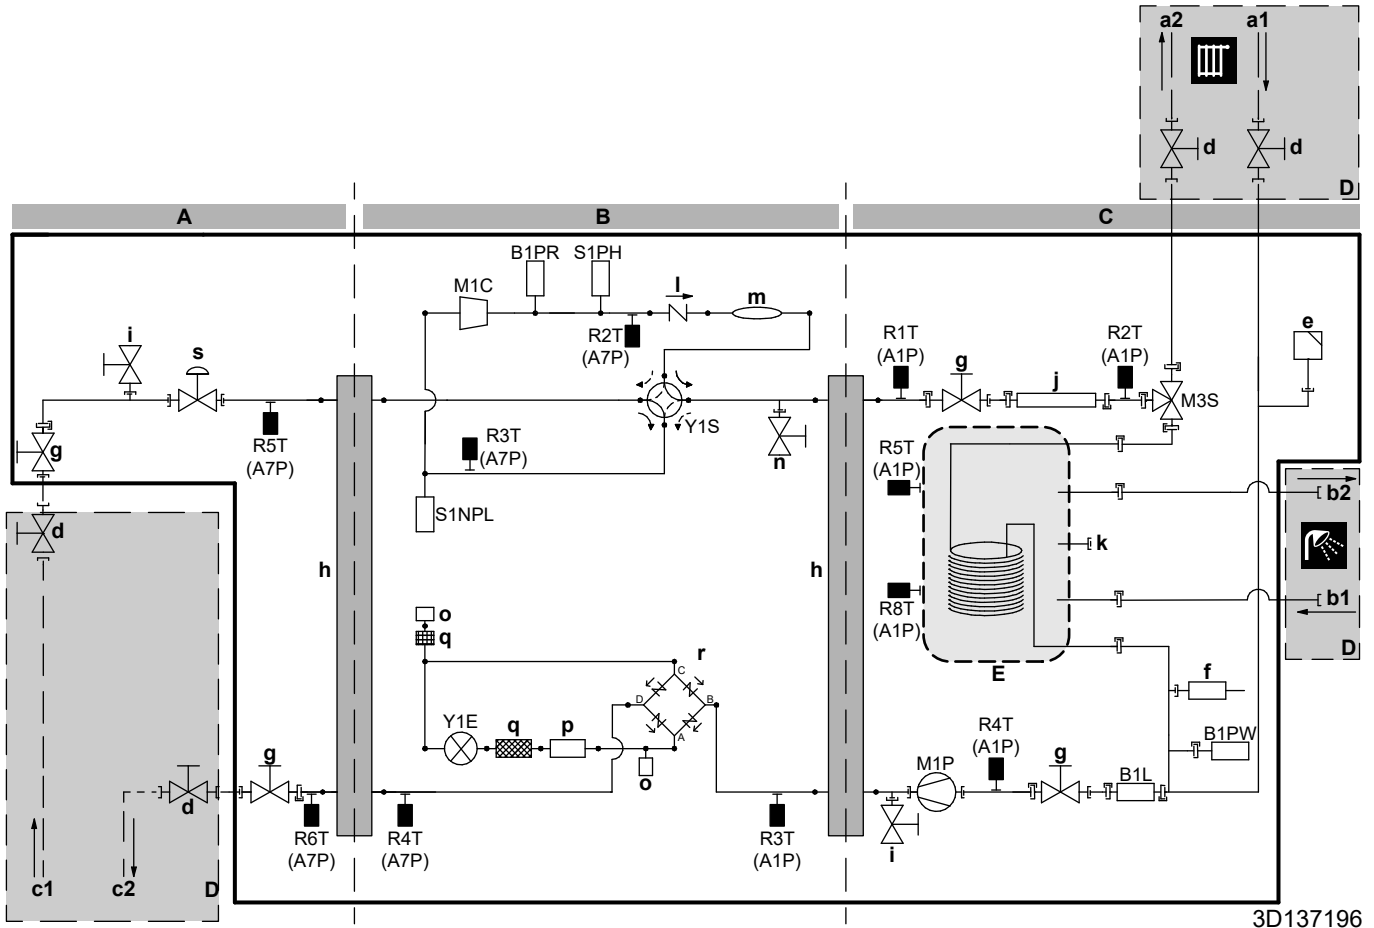 a2
a1
d
d
D
A
B
C
B1PR
S1PH
M1C
l
m
R2T
(A7P)
i
s
R1T
(A1P)
g
j
R2T
(A1P)
e
M3S
Y1S
g
R5T
(A7P)
R3T
(A7P)
n
R5T
(A1P)
S1NPL
b2
d
k
h
h
R8T
(A1P)
b1
o
q
r
C
D
B
A
E
D
f
Y1E
q
p
o
R4T
(A1P)
g
B1PW
g
M1P
B1L
d
R6T
(A7P)
R4T
(A7P)
R3T
(A1P)
i
c1
c2
D
3D137196